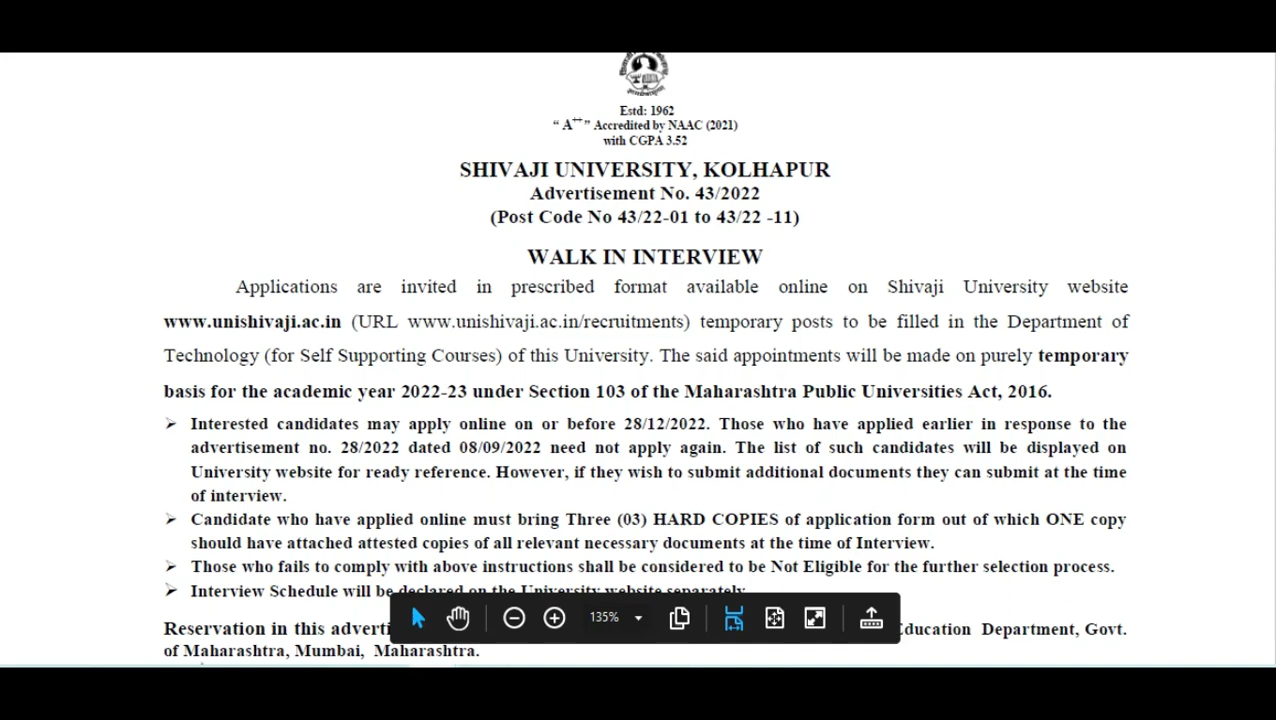 Estd: 1962
“ A++” Accredited by NAAC (2021)
with CGPA 3.52
SHIVAJI UNIVERSITY, KOLHAPUR
Advertisement No. 43/2022
(Post Code No 43/22-01 to 43/22 -11)
WALK IN INTERVIEW
Applications are invited in prescribed format available online on Shivaji University website
www.unishivaji.ac.in (URL www.unishivaji.ac.in/recruitments) temporary posts to be filled in the Department of
Technology (for Self Supporting Courses) of this University. The said appointments will be made on purely temporary
basis for the academic year 2022-23 under Section 103 of the Maharashtra Public Universities Act, 2016.
➢ Interested candidates may apply online on or before 28/12/2022. Those who have applied earlier in response to the
advertisement no. 28/2022 dated 08/09/2022 need not apply again. The list of such candidates will be displayed on
University website for ready reference. However, if they wish to submit additional documents they can submit at the time
of interview.
➢ Candidate who have applied online must bring Three (03) HARD COPIES of application form out of which ONE copy
should have attached attested copies of all relevant necessary documents at the time of Interview.
➢ Those who fails to comply with above instructions shall be considered to be Not Eligible for the further selection process.
➢ Interview Schedule will be declared on the University website separately.
135%
Reservation in this Education Department, Govt.
of Maharashtra, Mumbai, Maharashtra.